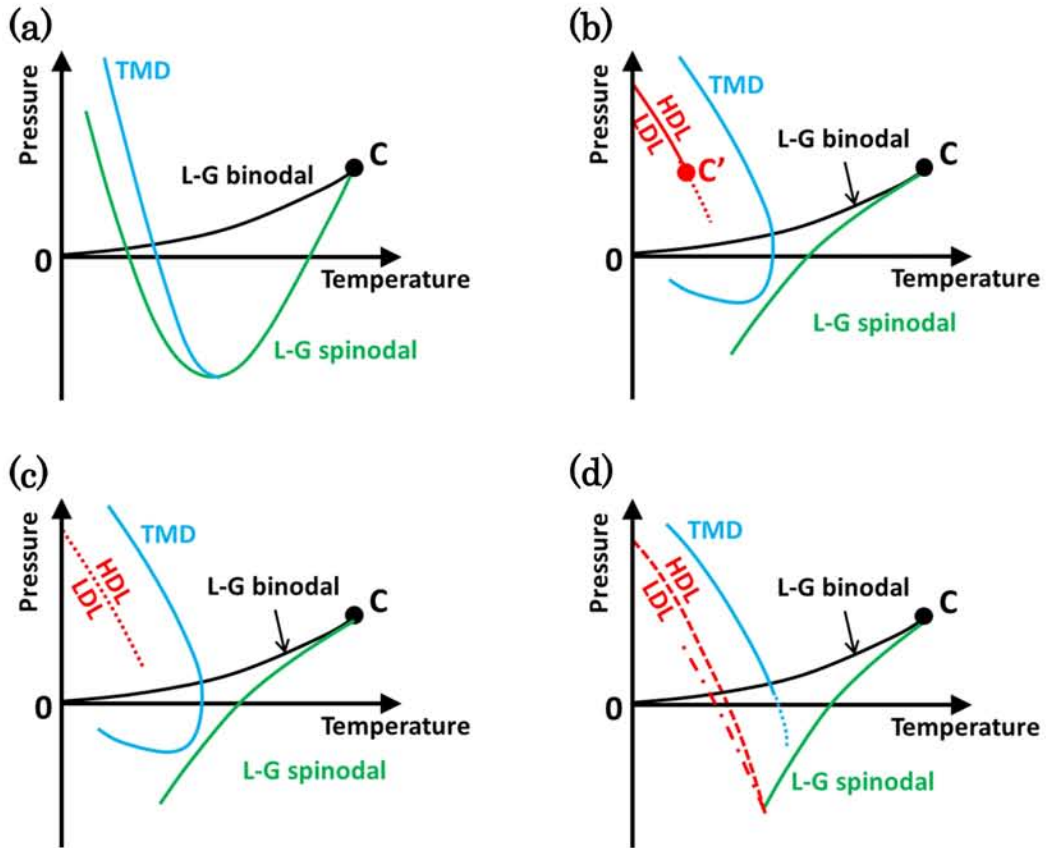 (a)
Pressure
TMD
L-G binodal
C
0
Temperature
L-G spinodal
(b)
Pressure
TMD
HDL
LDL
C’
L-G binodal
C
0
Temperature
L-G spinodal
(c)
Pressure
TMD
HDL
LDL
L-G binodal
C
0
Temperature
L-G spinodal
(d)
Pressure
TMD
HDL
LDL
L-G binodal
C
0
Temperature
L-G spinodal